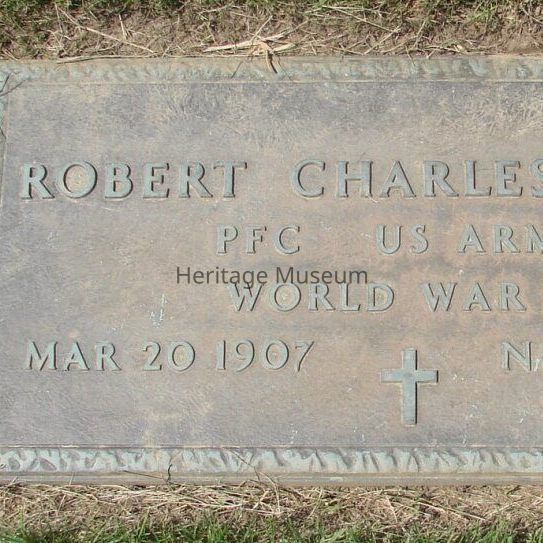 ROBERT CHARLES
PFC US ARM
Heritage Museum
WORLD WAR
MAR 20 1907